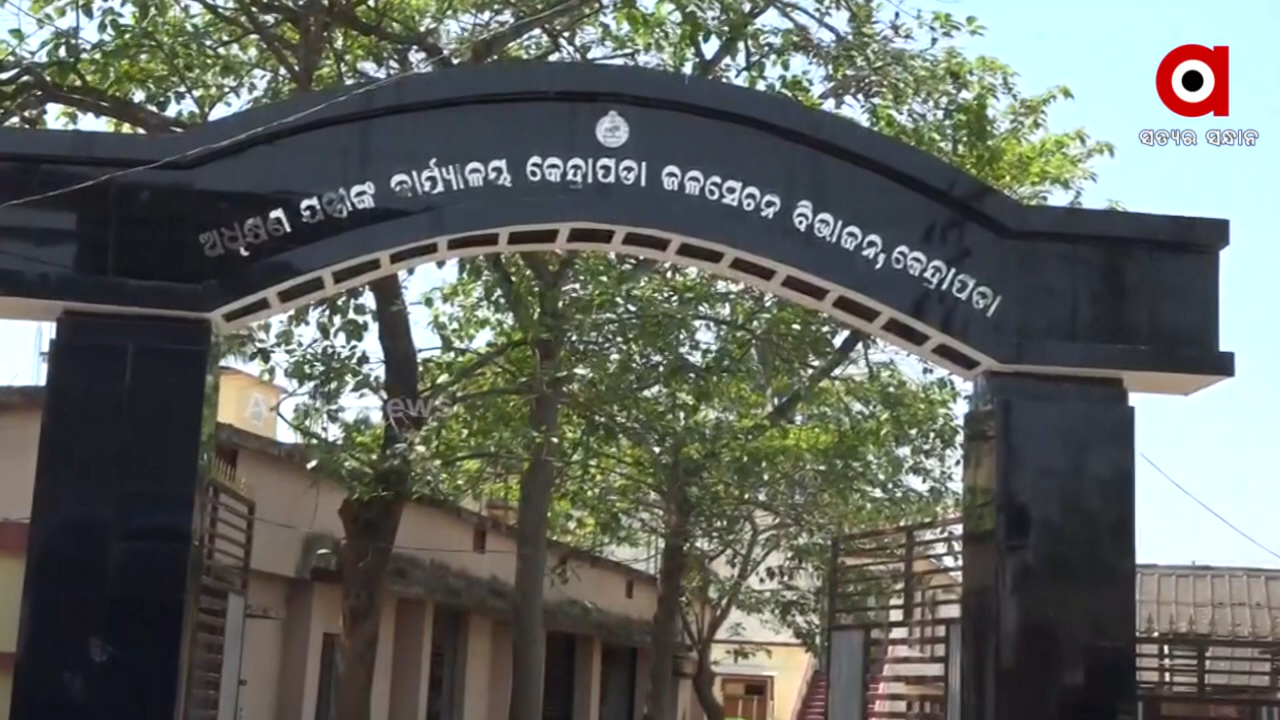 ଅଧୀକ୍ଷଣ ଯନ୍ତ୍ରୀଙ୍କ କାର୍ଯ୍ୟାଳୟ କେନ୍ଦ୍ରାପଡା ଜଳସେଚନ ବିଭାଜନ, କେନ୍ଦ୍ରାପଡା
ସତ୍ୟର ସନ୍ଧାନ